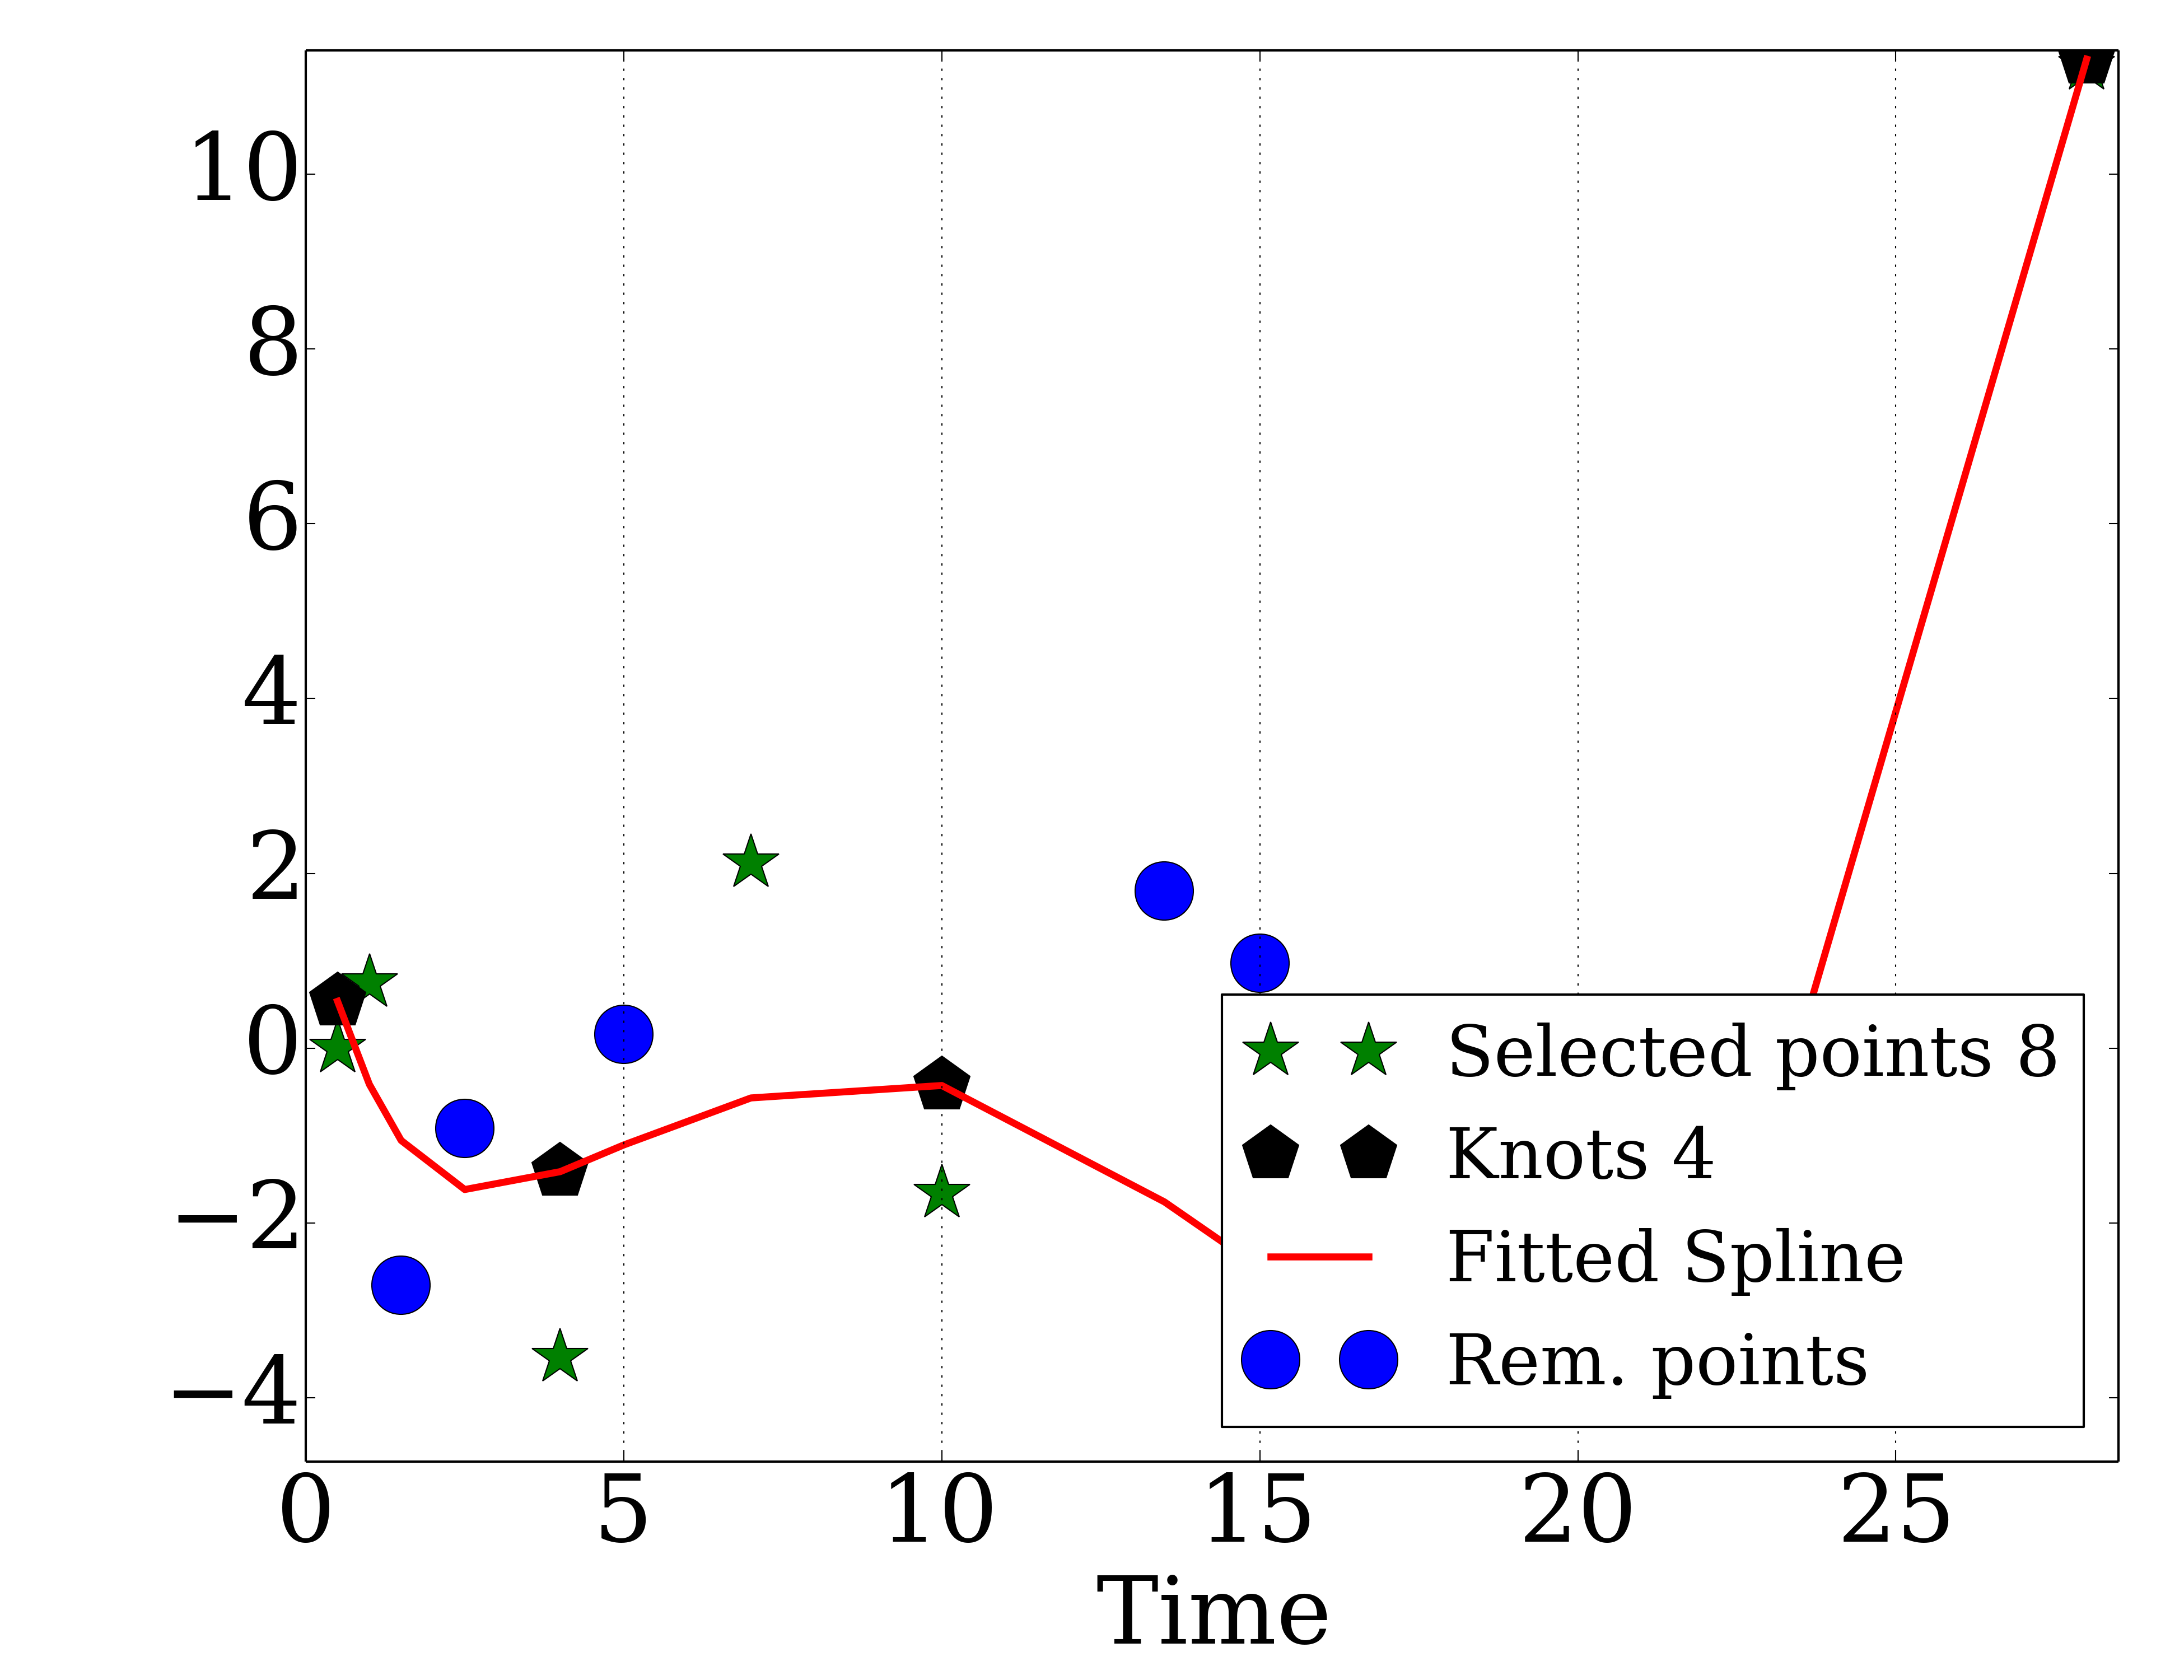 10
8
6
4
2
0
−2
−4
Selected points 8
Knots 4
Fitted Spline
Rem. points
0 5 10 15 20 25
Time